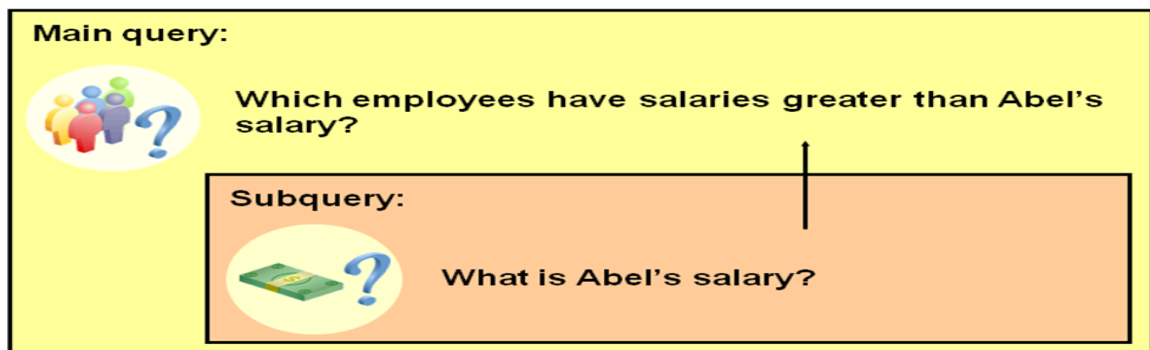 Main query:
Which employees have salaries greater than Abel’s
salary?
Subquery:
What is Abel’s salary?